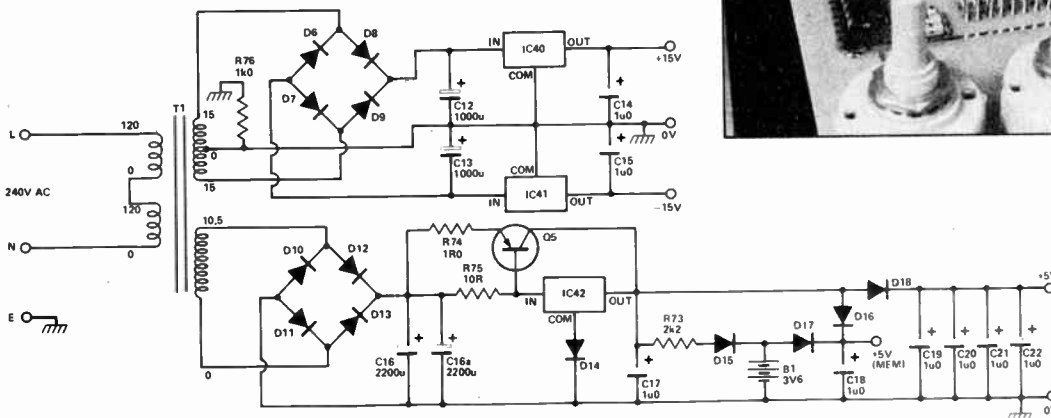 D6
D8
IN
IC40
OUT
+15V
R76
1k0
COM
D7
D9
C12
1000u
C14
1u0
T1
15
0
15
0V
L
120
0
C13
1000u
C15
1u0
COM
240V AC
120
0
IN
IC41
OUT
-15V
N
10,5
D10
D12
R74
1R0
Q5
R75
10R
IN
IC42
OUT
D18
+5V
COM
D16
D11
D13
R73
2k2
D17
E
C16
2200u
C16a
2200u
D14
D15
+5V
(MEM)
C19
1u0
C20
1u0
C21
1u0
C22
1u0
B1
3V6
C17
1u0
C18
1u0
0